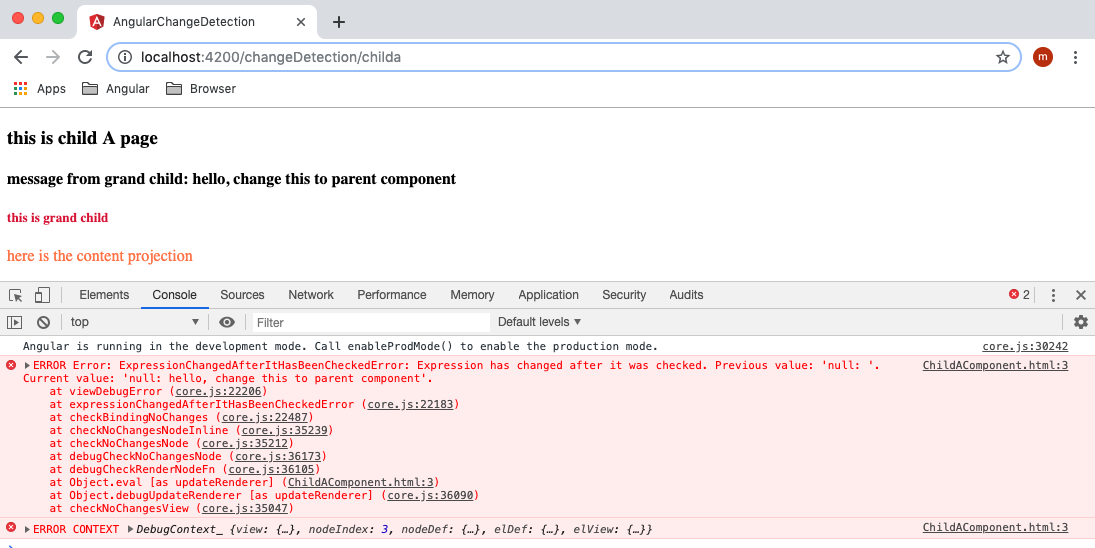 AngularChangeDetection
localhost:4200/changeDetection/childa
m
Apps Angular Browser
this is child A page
message from grand child: hello, change this to parent component
this is grand child
here is the content projection
Elements Console Sources Network Performance Memory Application Security Audits 2
top Filter Default levels
Angular is running in the development mode. Call enableProdMode() to enable the production mode. core.js:30242
ERROR Error: ExpressionChangedAfterItHasBeenCheckedError: Expression has changed after it was checked. Previous value: 'null: '. ChildAComponent.html:3
Current value: 'null: hello, change this to parent component'.
at viewDebugError (core.js:22206)
at expressionChangedAfterItHasBeenCheckedError (core.js:22183)
at checkBindingNoChanges (core.js:22487)
at checkNoChangesNodeInline (core.js:35239)
at checkNoChangesNode (core.js:35212)
at debugCheckNoChangesNode (core.js:36173)
at debugCheckRenderNodeFn (core.js:36105)
at Object.eval [as updateRenderer] (ChildAComponent.html:3)
at Object.debugUpdateRenderer [as updateRenderer] (core.js:36090)
at checkNoChangesView (core.js:35047)
ERROR CONTEXT DebugContext_ {view: {…}, nodeIndex: 3, nodeDef: {…}, elDef: {…}, elView: {…}} ChildAComponent.html:3